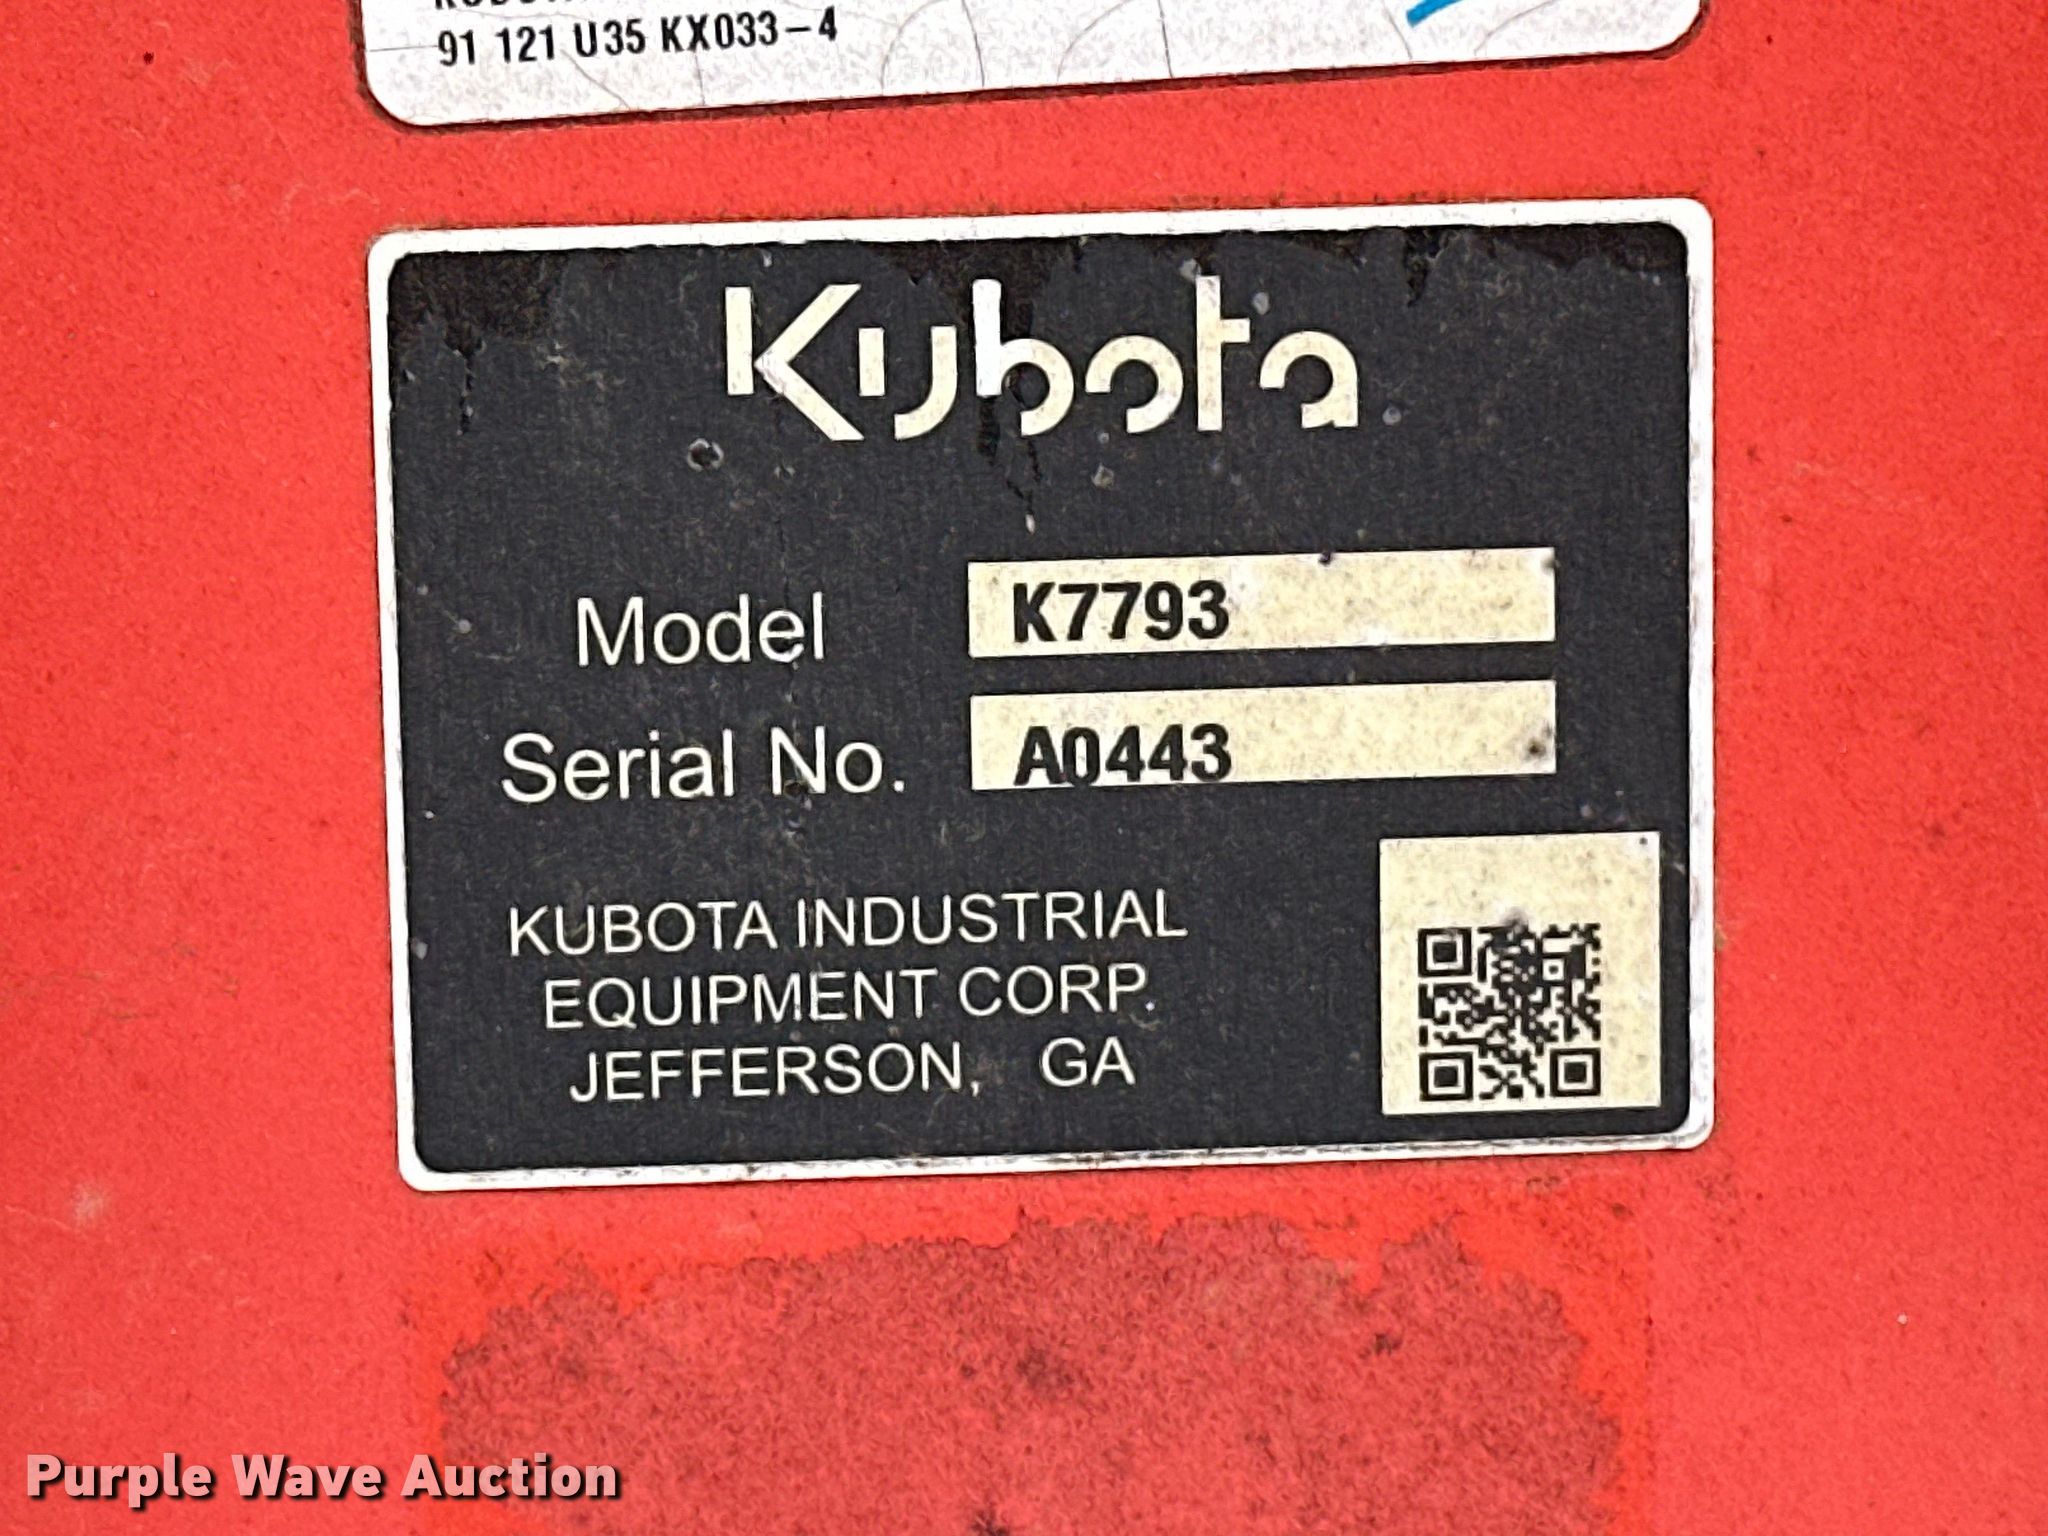 91 121 U35 KX033-4
Kubota
Model K7793
Serial No. A0443
KUBOTA INDUSTRIAL
EQUIPMENT CORP.
JEFFERSON, GA
Purple Wave Auction